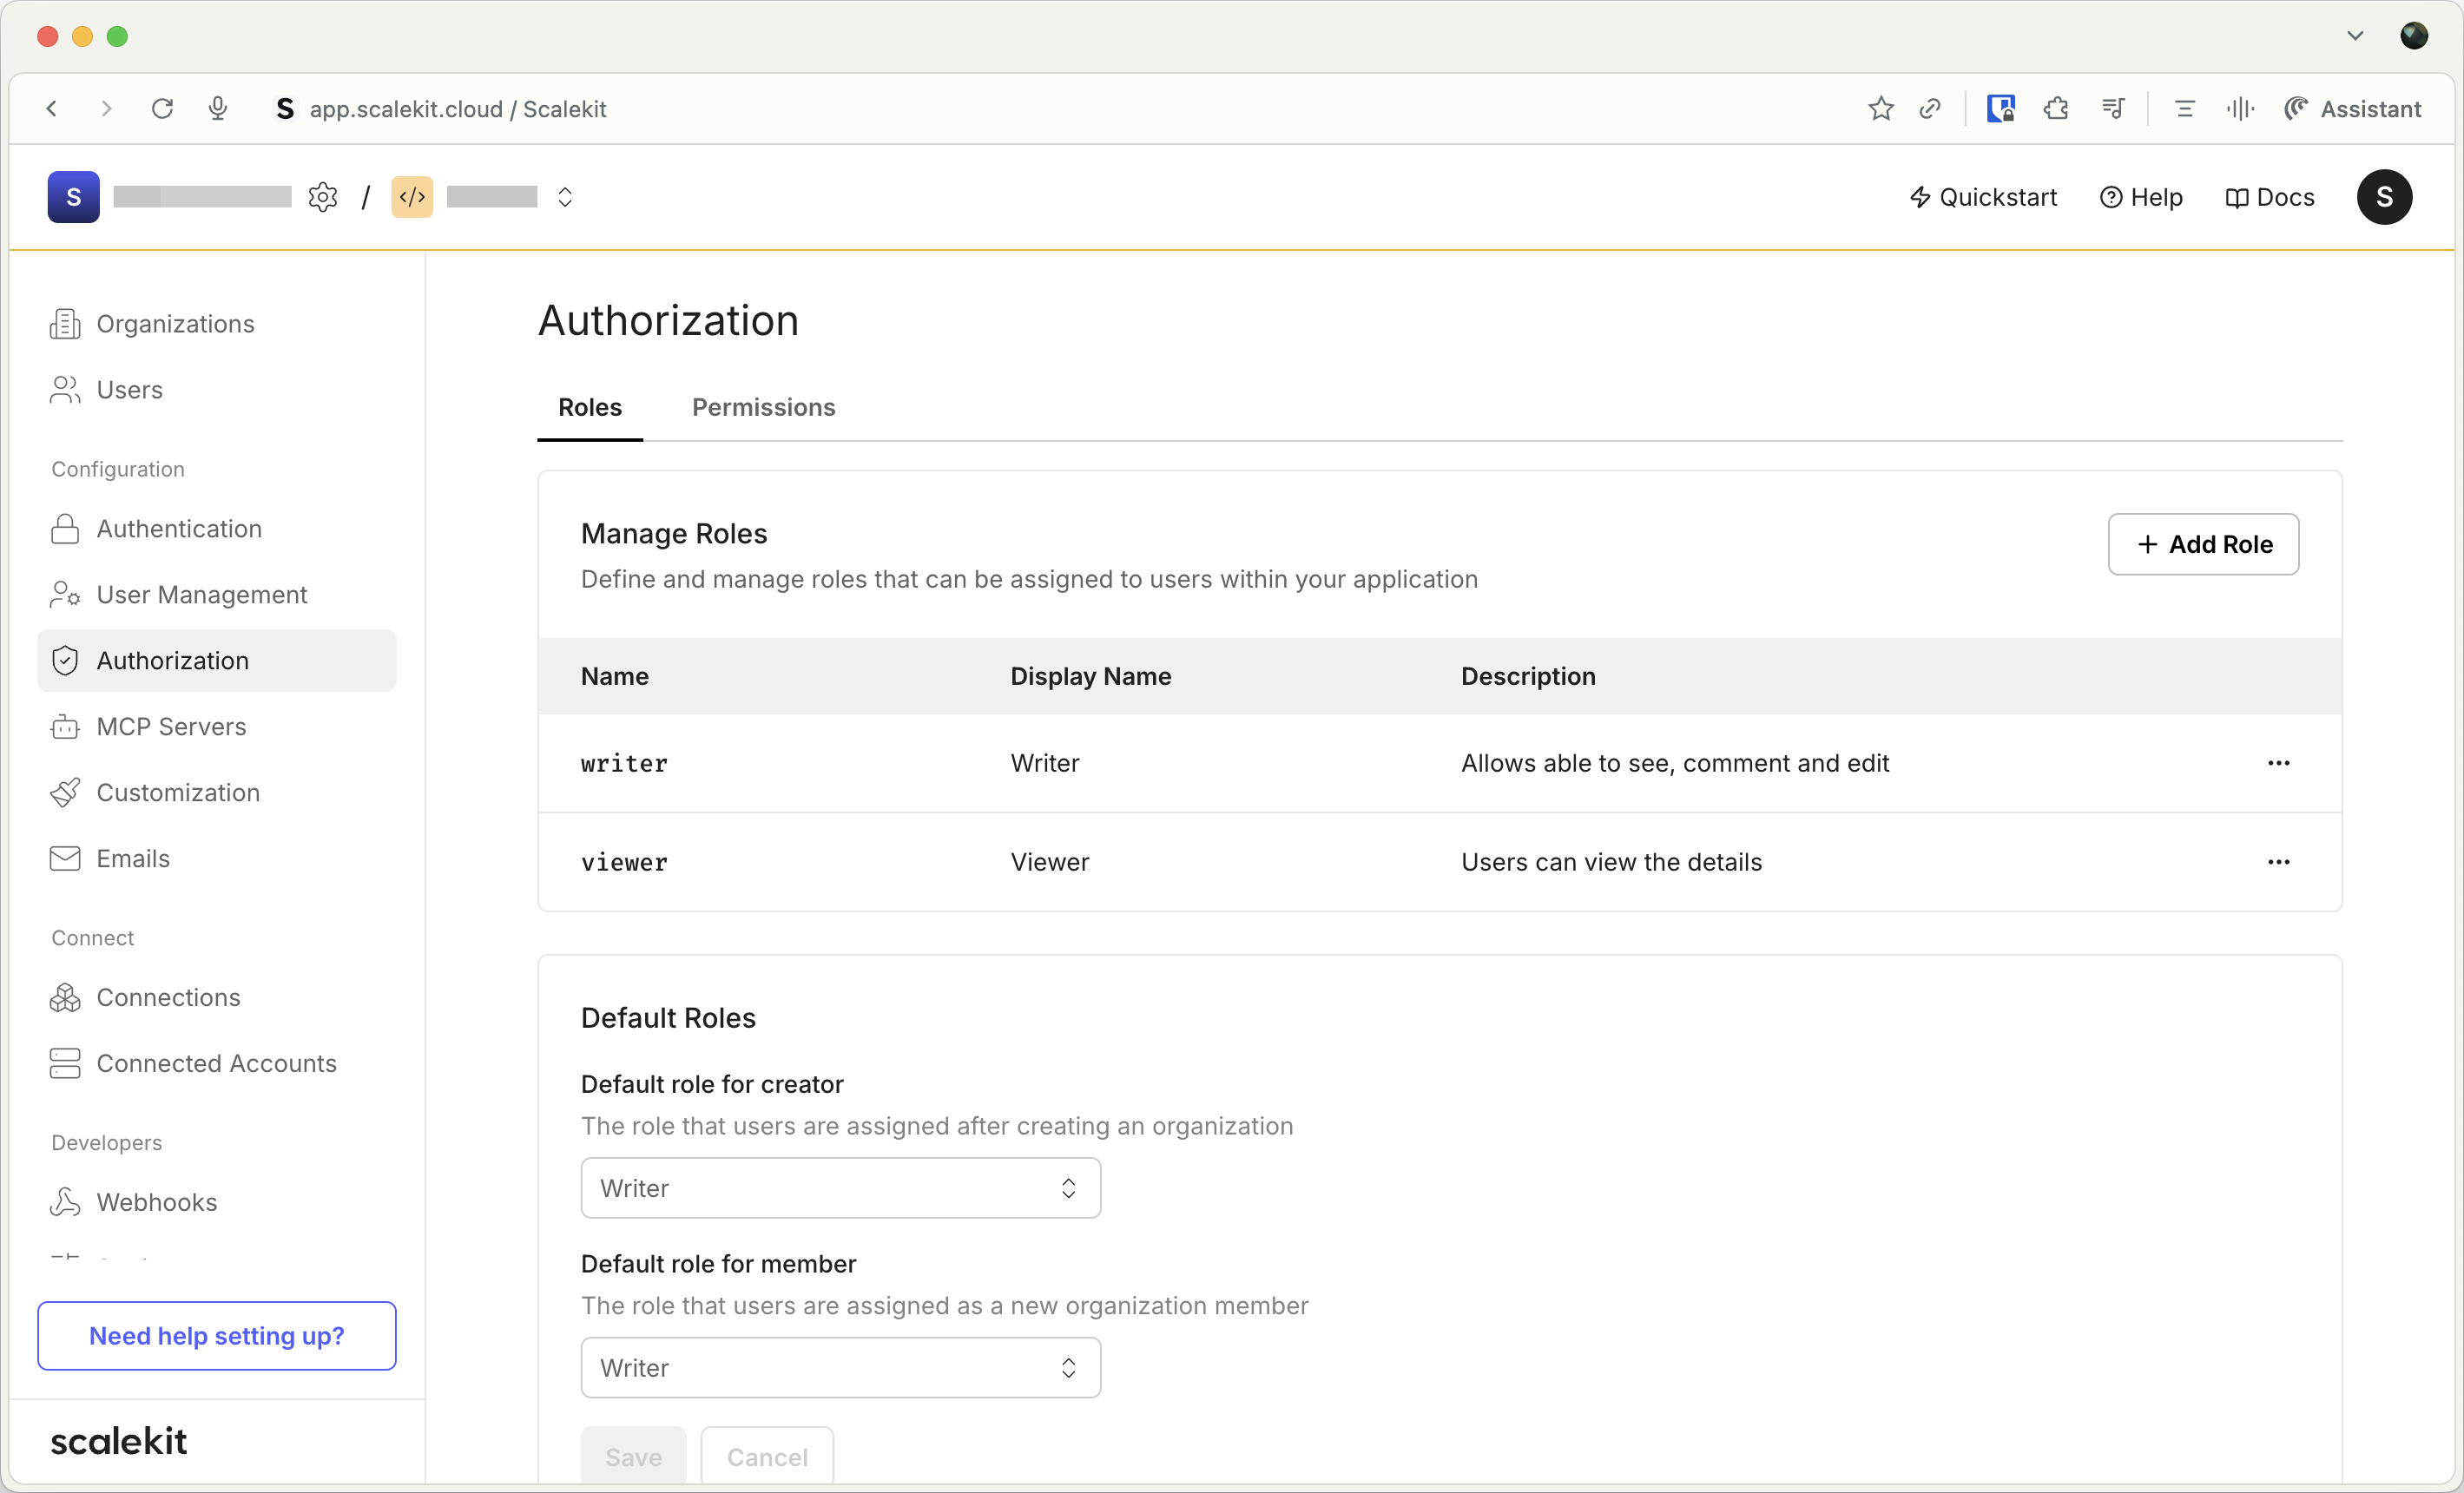 S app.scalekit.cloud / Scalekit
Assistant
S / </>
Quickstart Help Docs S
Organizations
Users
Configuration
Authentication
User Management
Authorization
MCP Servers
Customization
Emails
Connect
Connections
Connected Accounts
Developers
Webhooks
Need help setting up?
scalekit
Authorization
Roles Permissions
Manage Roles
Define and manage roles that can be assigned to users within your application
+ Add Role
Name Display Name Description
writer Writer Allows able to see, comment and edit
viewer Viewer Users can view the details
Default Roles
Default role for creator
The role that users are assigned after creating an organization
Writer
Default role for member
The role that users are assigned as a new organization member
Writer
Save Cancel